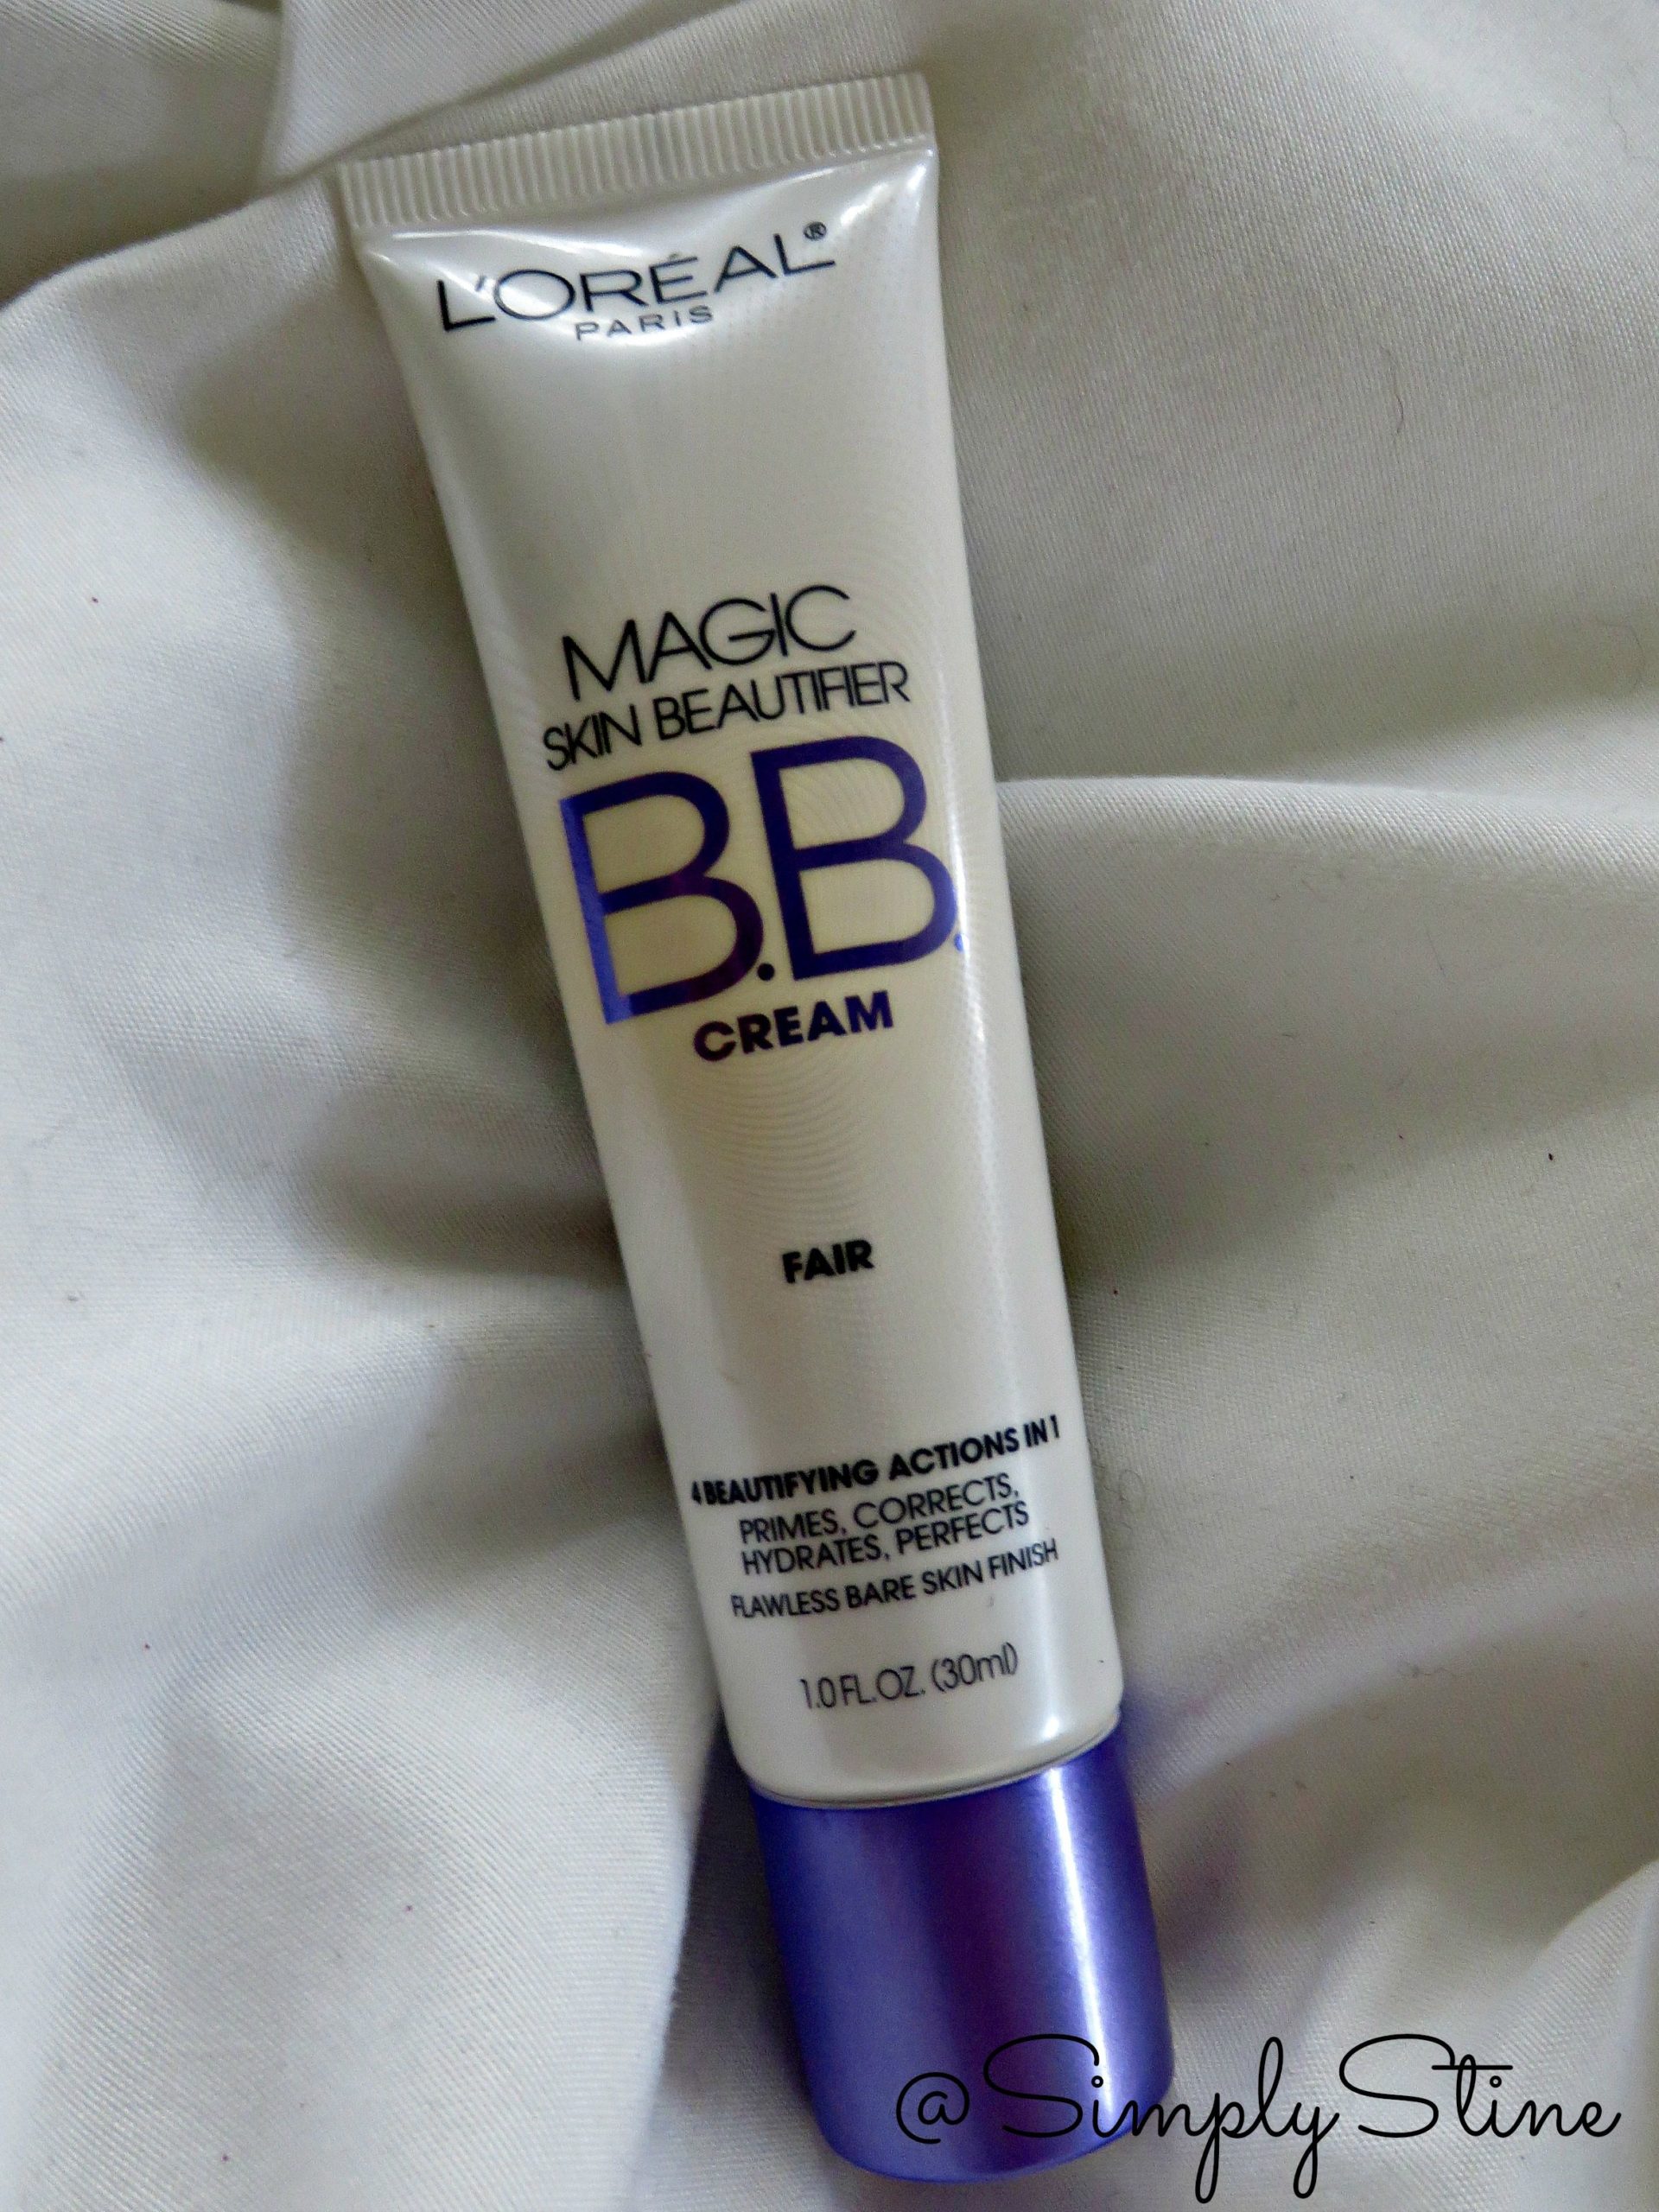 L'ORÉAL®
PARIS
MAGIC
SKIN BEAUTIFIER
B.B.
CREAM
FAIR
4 BEAUTIFYING ACTIONS IN 1
PRIMES, CORRECTS,
HYDRATES, PERFECTS
FLAWLESS BARE SKIN FINISH
1.0 FL.OZ. (30ml)
@SimplyStine